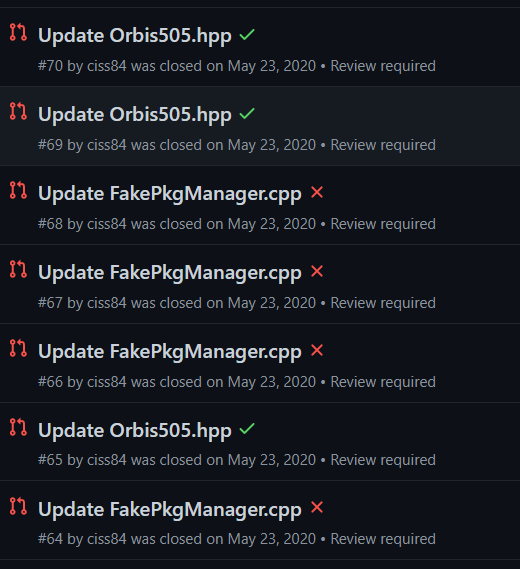 Update Orbis505.hpp
#70 by ciss84 was closed on May 23, 2020 • Review required
Update Orbis505.hpp
#69 by ciss84 was closed on May 23, 2020 • Review required
Update FakePkgManager.cpp
#68 by ciss84 was closed on May 23, 2020 • Review required
Update FakePkgManager.cpp
#67 by ciss84 was closed on May 23, 2020 • Review required
Update FakePkgManager.cpp
#66 by ciss84 was closed on May 23, 2020 • Review required
Update Orbis505.hpp
#65 by ciss84 was closed on May 23, 2020 • Review required
Update FakePkgManager.cpp
#64 by ciss84 was closed on May 23, 2020 • Review required